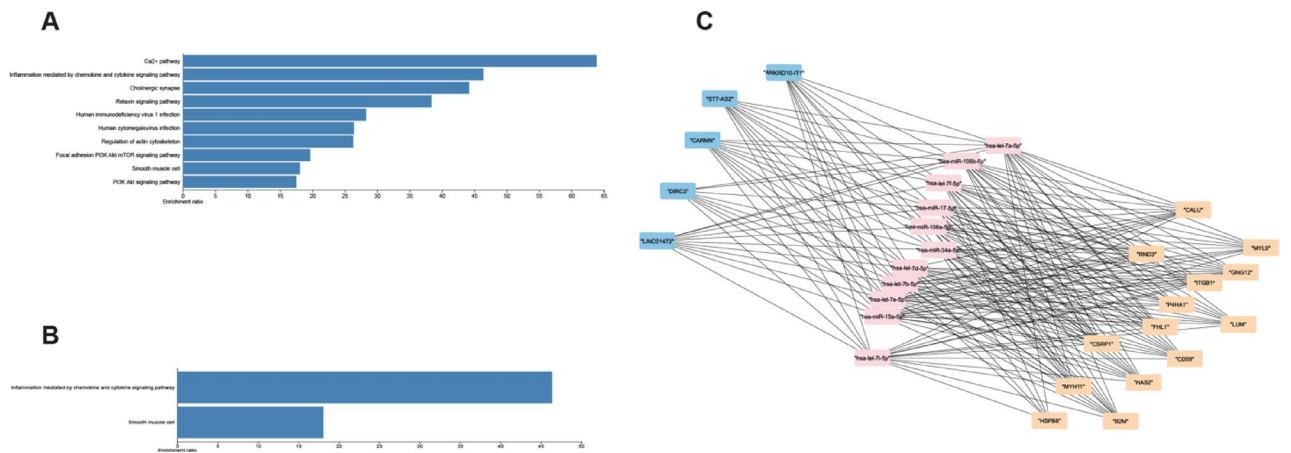 A
Ca2+ pathway
Inflammation mediated by chemokine and cytokine signaling pathway
Cholinergic synapse
Relaxin signaling pathway
Human immunodeficiency virus 1 infection
Human cytomegalovirus infection
Regulation of actin cytoskeleton
Focal adhesion PI3K Akt mTOR signaling pathway
Smooth muscle cell
PI3K Akt signaling pathway
0 5 10 15 20 25 30 35 40 45 50 55 60 65
Enrichment ratio
B
Inflammation mediated by chemokine and cytokine signaling pathway
Smooth muscle cell
0 5 10 15 20 25 30 35 40 45 50
Enrichment ratio
C
"ANKRD10-IT1"
"ST7-AS2"
"CARMN"
"DIRC3"
"LINC01473"
"hsa-let-7a-5p"
"hsa-miR-106b-5p"
"hsa-let-7f-5p"
"hsa-miR-17-5p"
"hsa-miR-106a-5p"
"hsa-miR-34a-5p"
"hsa-let-7d-5p"
"hsa-let-7b-5p"
"hsa-let-7e-5p"
"hsa-miR-15a-5p"
"hsa-let-7i-5p"
"CALU"
"MYL9"
"RND3"
"GNG12"
"ITGB1"
"P4HA1"
"LUM"
"FHL1"
"CSRP1"
"CD59"
"HAS2"
"MYH11"
"HSPB8"
"B2M"